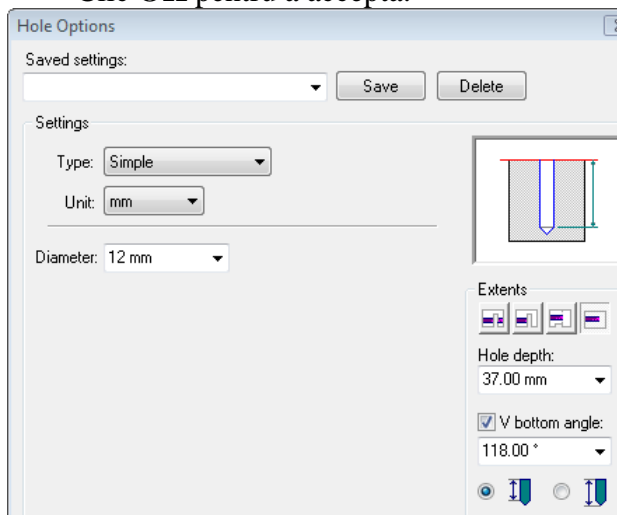 Hole Options
Saved settings:
Save Delete
Settings
Type: Simple
Unit: mm
Diameter: 12 mm
Extents
Hole depth:
37.00 mm
V bottom angle:
118.00 °